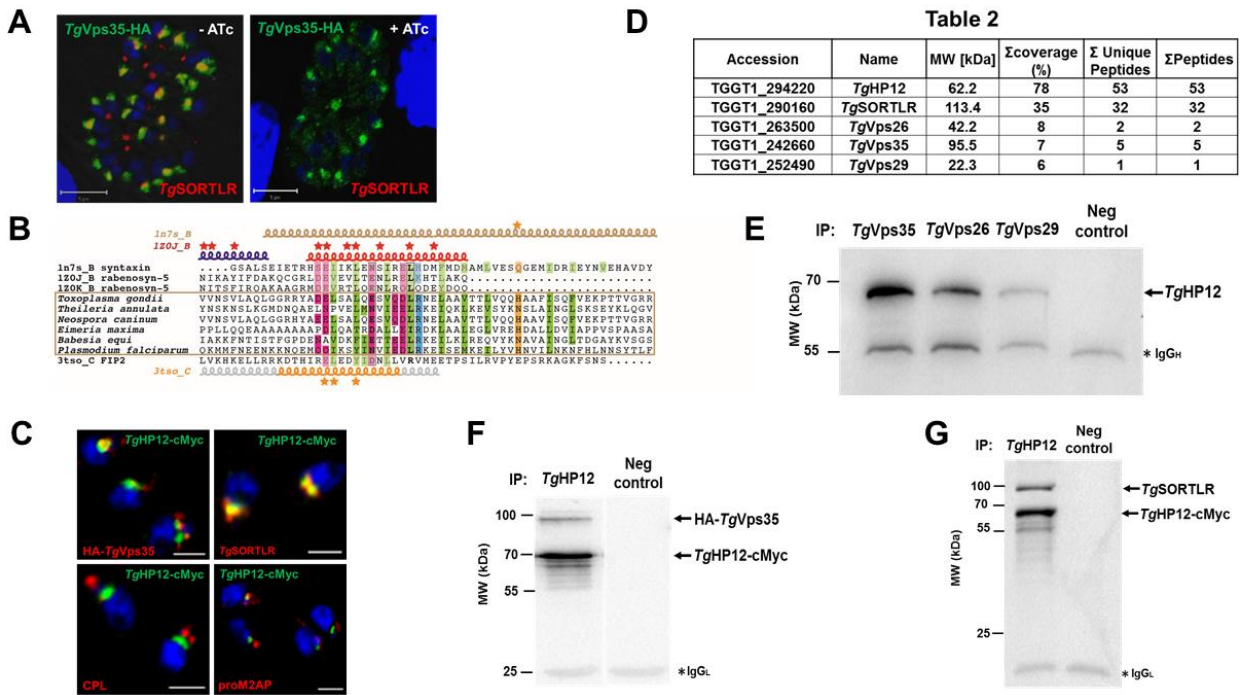 A
TgVps35-HA - ATc
TgSORTLR
TgVps35-HA
+ ATc
TgSORTLR
B
ln7s_B
1Z0J_B
ln7s_B syntaxin ....GSALSEIETRHSEIIKLENSIRELHDMFMDMAMLVESQGEMIDRIEYNVEHAVDY
1Z0J_B rabenosyn-5
1Z0K_B rabenosyn-5
Toxoplasma gondii
Theileria annulata
Neospora caninum
Eimeria maxima
Babesia equi
Plasmodium falciparum
3tso_C FIP2
3tso_C
C
TgHP12-cMyc
HA-TgVps35
TgHP12-cMyc
TgSORTLR
TgHP12-cMyc
CPL
TgHP12-cMyc
proM2AP
D
Table 2
Accession Name MW [kDa] Σcoverage (%) Σ Unique Peptides ΣPeptides
TGGT1_294220 TgHP12 62.2 78 53 53
TGGT1_290160 TgSORTLR 113.4 35 32 32
TGGT1_263500 TgVps26 42.2 8 2 2
TGGT1_242660 TgVps35 95.5 7 5 5
TGGT1_252490 TgVps29 22.3 6 1 1
E
IP: TgVps35 TgVps26 TgVps29 Neg control
MW (kDa)
70
TgHP12
55
* IgGH
F
IP: TgHP12 Neg control
MW (kDa)
100
HA-TgVps35
70
TgHP12-cMyc
55
25
*IgGL
G
IP: TgHP12 Neg control
MW (kDa)
100
TgSORTLR
70
TgHP12-cMyc
55
25
* IgGL